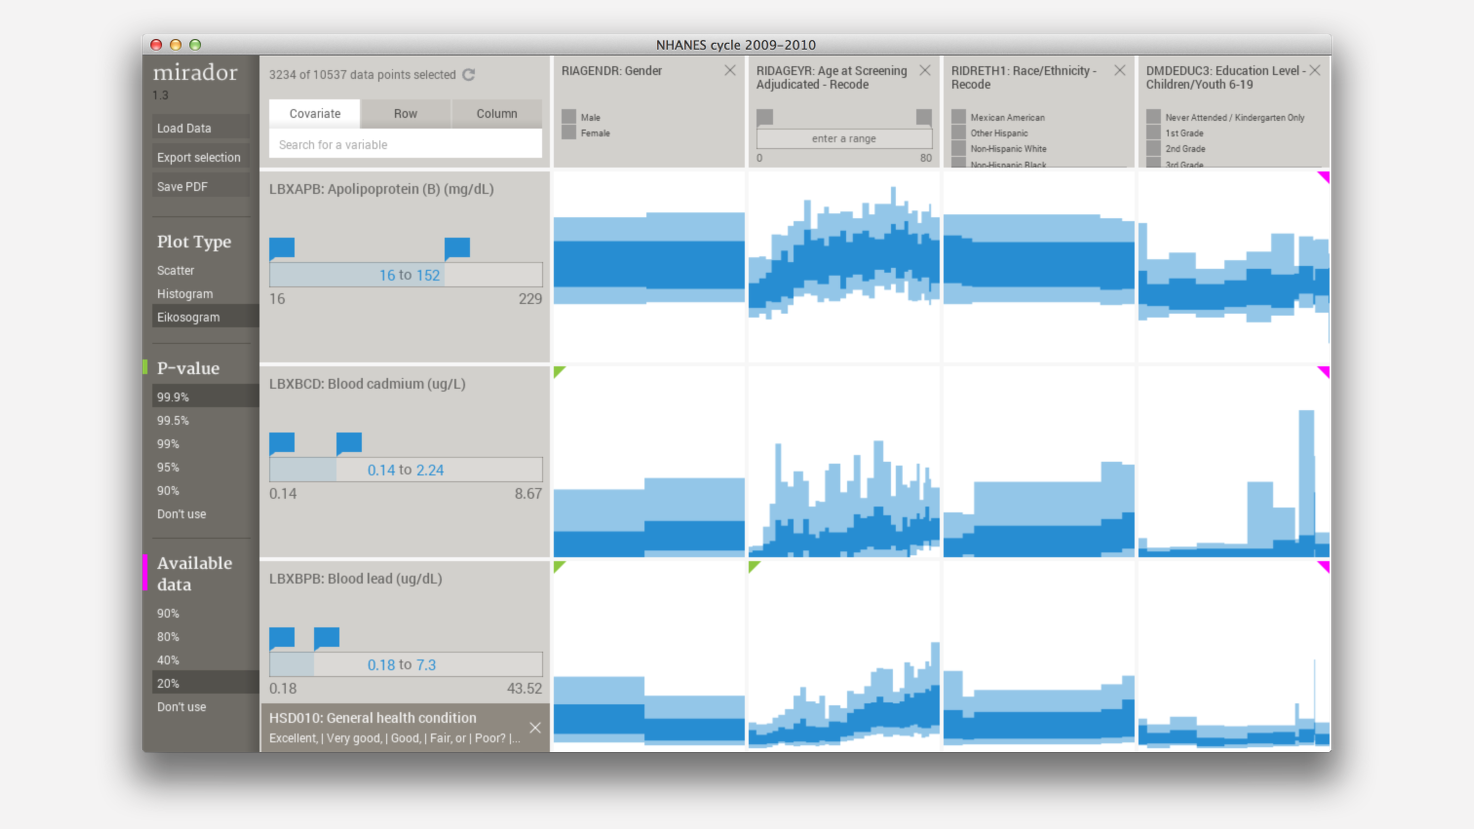 NHANES cycle 2009-2010
mirador
1.3
Load Data
Export selection
Save PDF
Plot Type
Scatter
Histogram
Eikosogram
P-value
99.9%
99.5%
99%
95%
90%
Don't use
Available
data
90%
80%
40%
20%
Don't use
3234 of 10537 data points selected
Covariate
Row
Column
Search for a variable
RIAGENDR: Gender
Male
Female
RIDAGEYR: Age at Screening
Adjudicated - Recode
enter a range
0
80
RIDRETH1: Race/Ethnicity -
Recode
Mexican American
Other Hispanic
Non-Hispanic White
Non-Hispanic Black
DMDEDUC3: Education Level -
Children/Youth 6-19
Never Attended / Kindergarten Only
1st Grade
2nd Grade
3rd Grade
LBXAPB: Apolipoprotein (B) (mg/dL)
16 to 152
16
229
LBXBCD: Blood cadmium (ug/L)
0.14 to 2.24
0.14
8.67
LBXBPB: Blood lead (ug/dL)
0.18 to 7.3
0.18
43.52
HSD010: General health condition
Excellent, | Very good, | Good, | Fair, or | Poor? |...